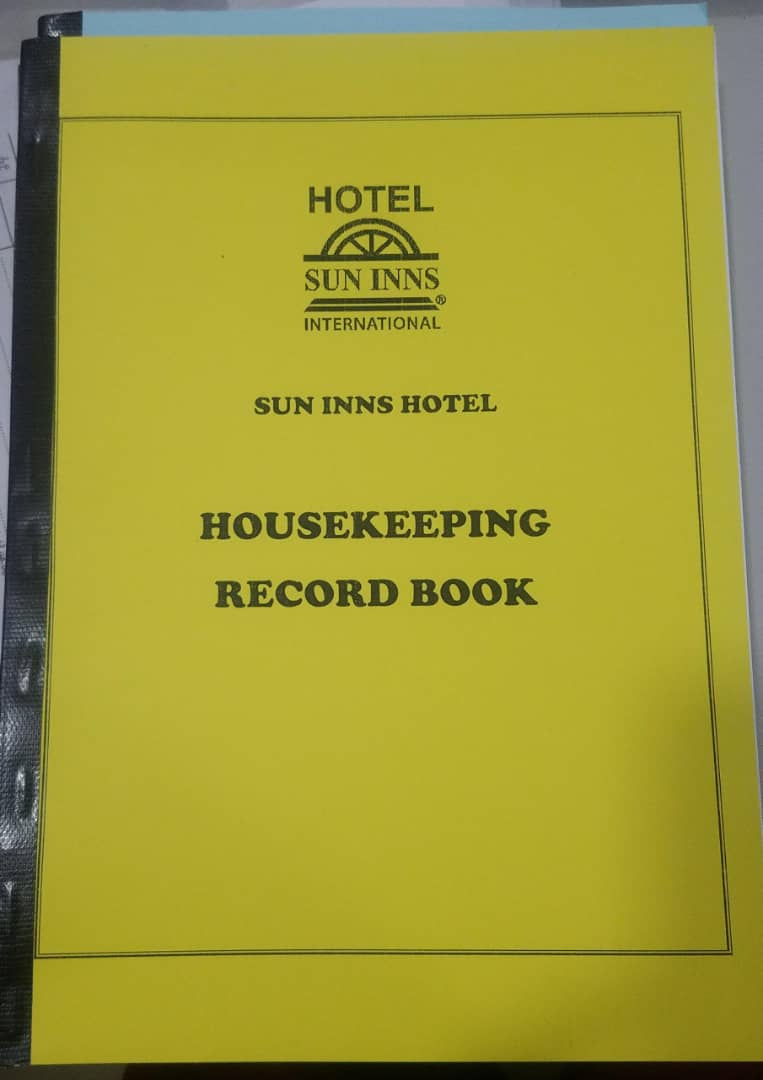 HOTEL
SUN INNS
®
INTERNATIONAL
SUN INNS HOTEL
HOUSEKEEPING
RECORD BOOK